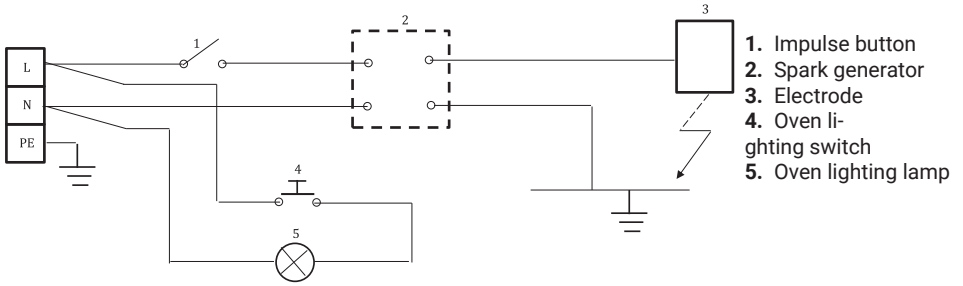 L
N
PE
1
2
3
4
5
1. Impulse button
2. Spark generator
3. Electrode
4. Oven li-
ghting switch
5. Oven lighting lamp